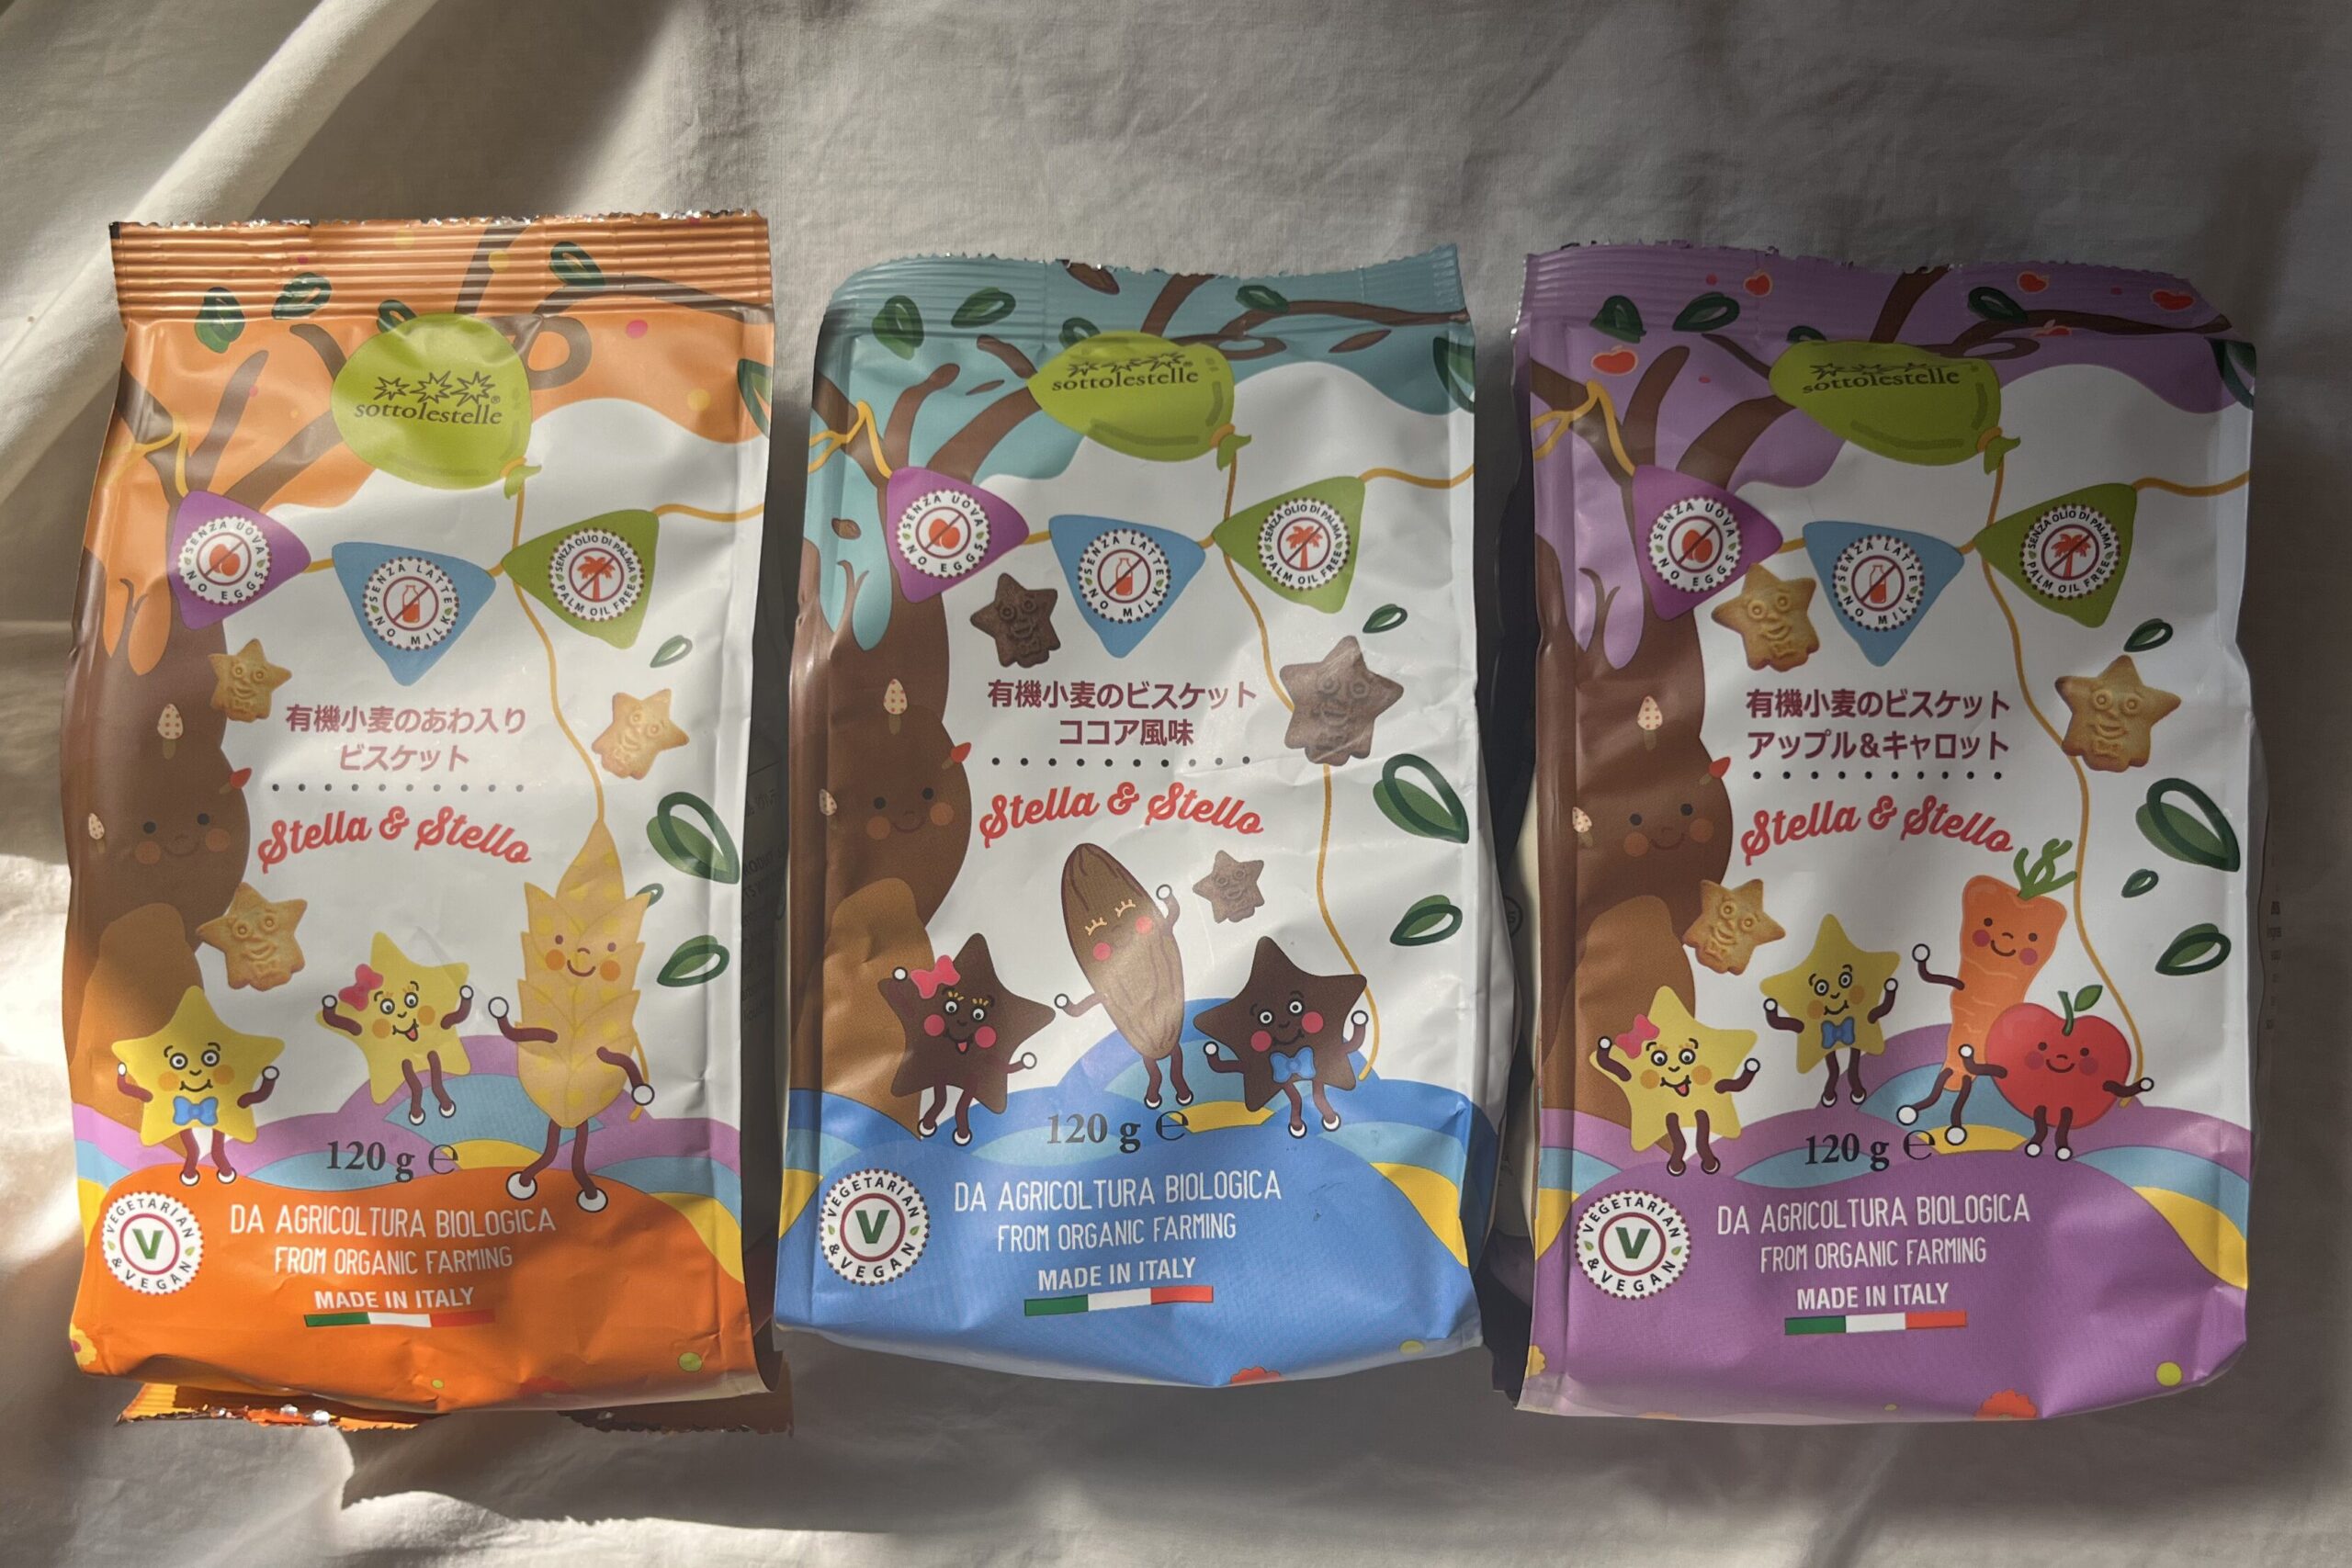 sottolestelle
SENZA UOVA
NO EGGS
SENZA LATTE
NO MILK
SENZA OLIO DI PALMA
PALM OIL FREE
有機小麦のあわ入り
ビスケット
Stella & Stello
120 g ℮
VEGETARIAN
V
& VEGAN
DA AGRICOLTURA BIOLOGICA
FROM ORGANIC FARMING
MADE IN ITALY
sottolestelle
SENZA UOVA
NO EGGS
SENZA LATTE
NO MILK
SENZA OLIO DI PALMA
PALM OIL FREE
有機小麦のビスケット
ココア風味
Stella & Stello
120 g ℮
VEGETARIAN
V
& VEGAN
DA AGRICOLTURA BIOLOGICA
FROM ORGANIC FARMING
MADE IN ITALY
sottolestelle
SENZA UOVA
NO EGGS
SENZA LATTE
NO MILK
SENZA OLIO DI PALMA
PALM OIL FREE
有機小麦のビスケット
アップル&キャロット
Stella & Stello
120 g ℮
VEGETARIAN
V
& VEGAN
DA AGRICOLTURA BIOLOGICA
FROM ORGANIC FARMING
MADE IN ITALY